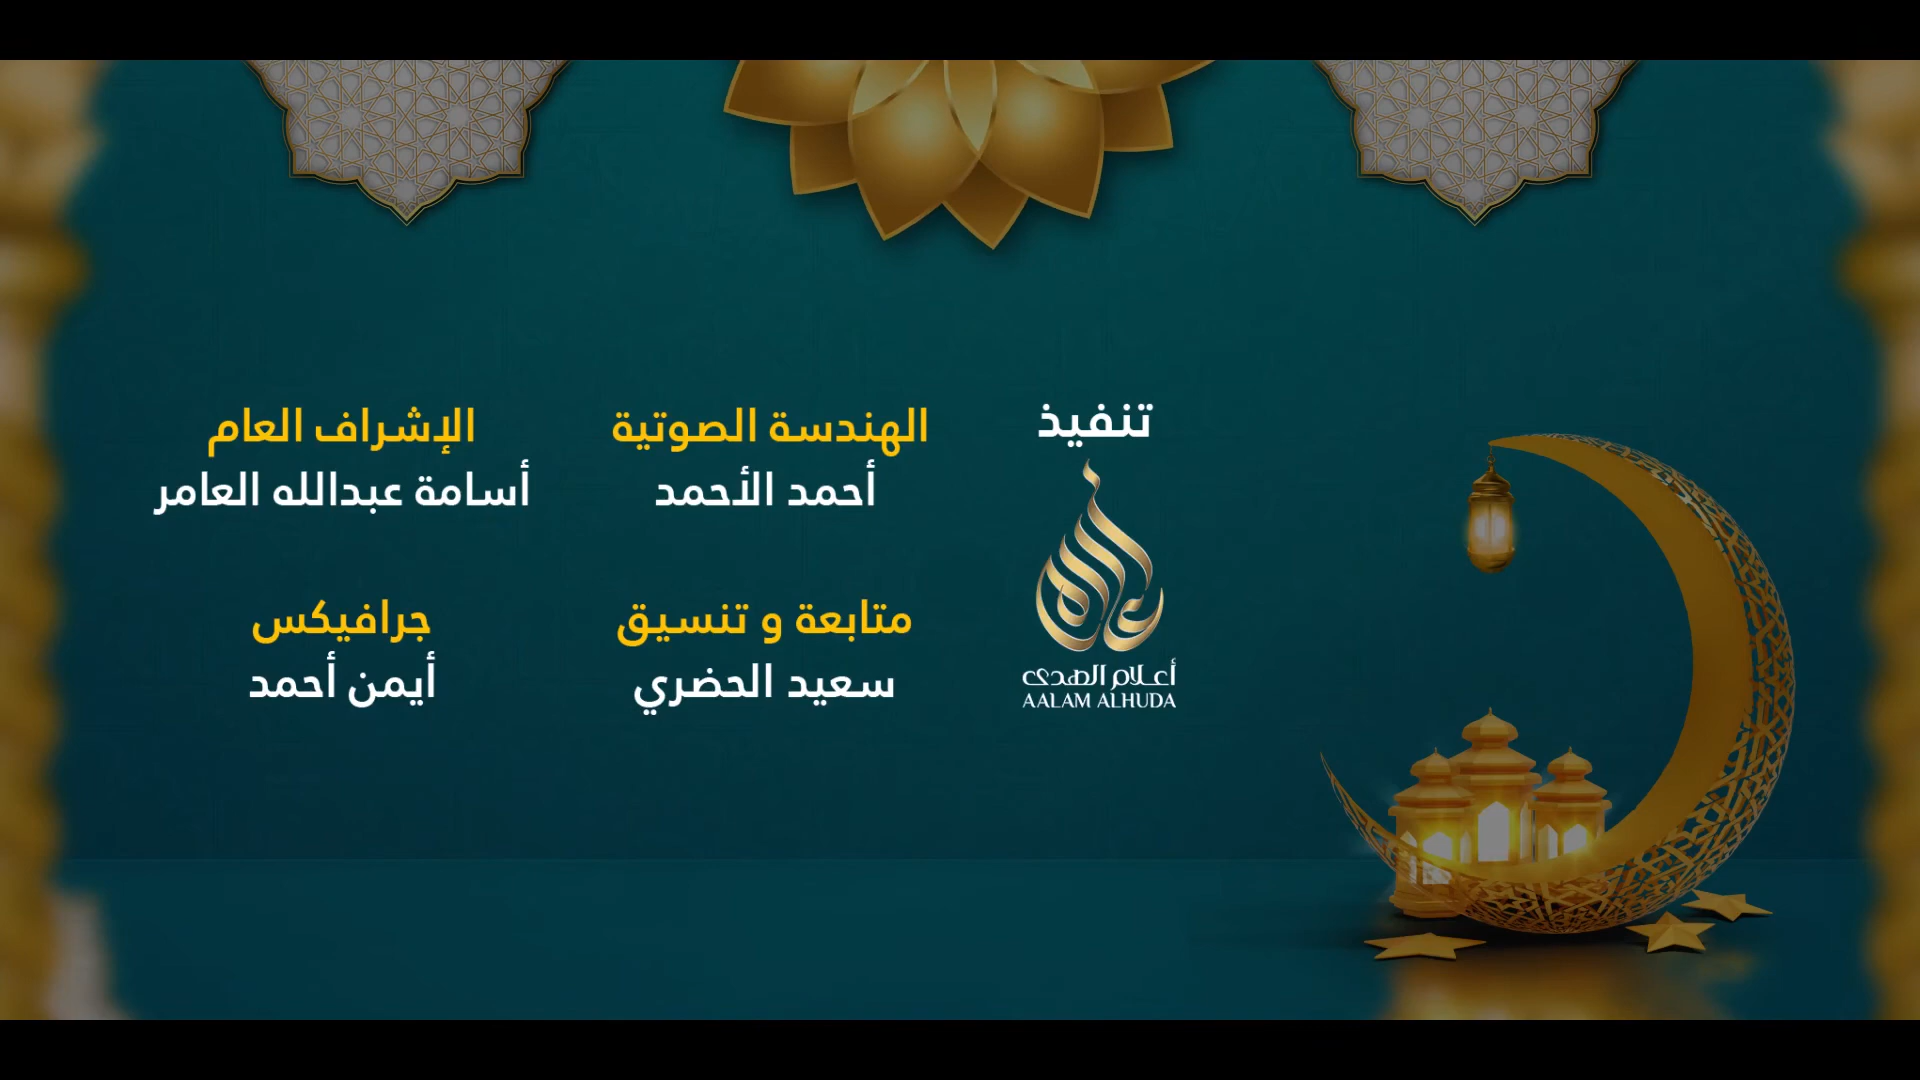 تنفيذ
أعلام الهدى
AALAM ALHUDA
الهندسة الصوتية
أحمد الأحمد
متابعة و تنسيق
سعيد الحضري
الإشراف العام
أسامة عبدالله العامر
جرافيكس
أيمن أحمد